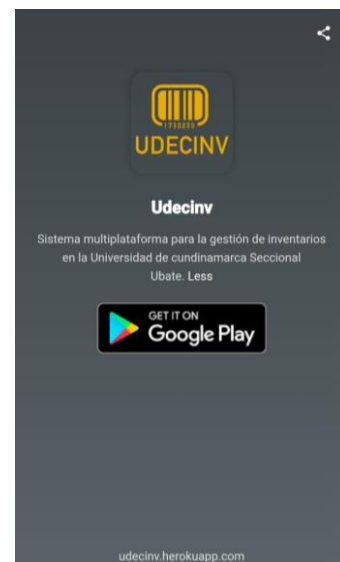 1730235
UDECINV
Udecinv
Sistema multiplataforma para la gestión de inventarios
en la Universidad de cundinamarca Seccional
Ubate. Less
GET IT ON
Google Play
udecinv.herokuapp.com